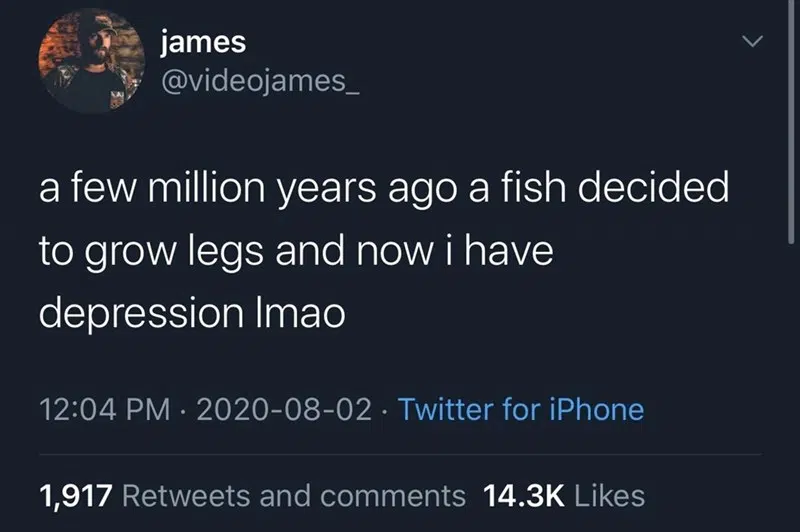 james
@videojames_
a few million years ago a fish decided
to grow legs and now i have
depression lmao
12:04 PM · 2020-08-02 · Twitter for iPhone
1,917 Retweets and comments 14.3K Likes